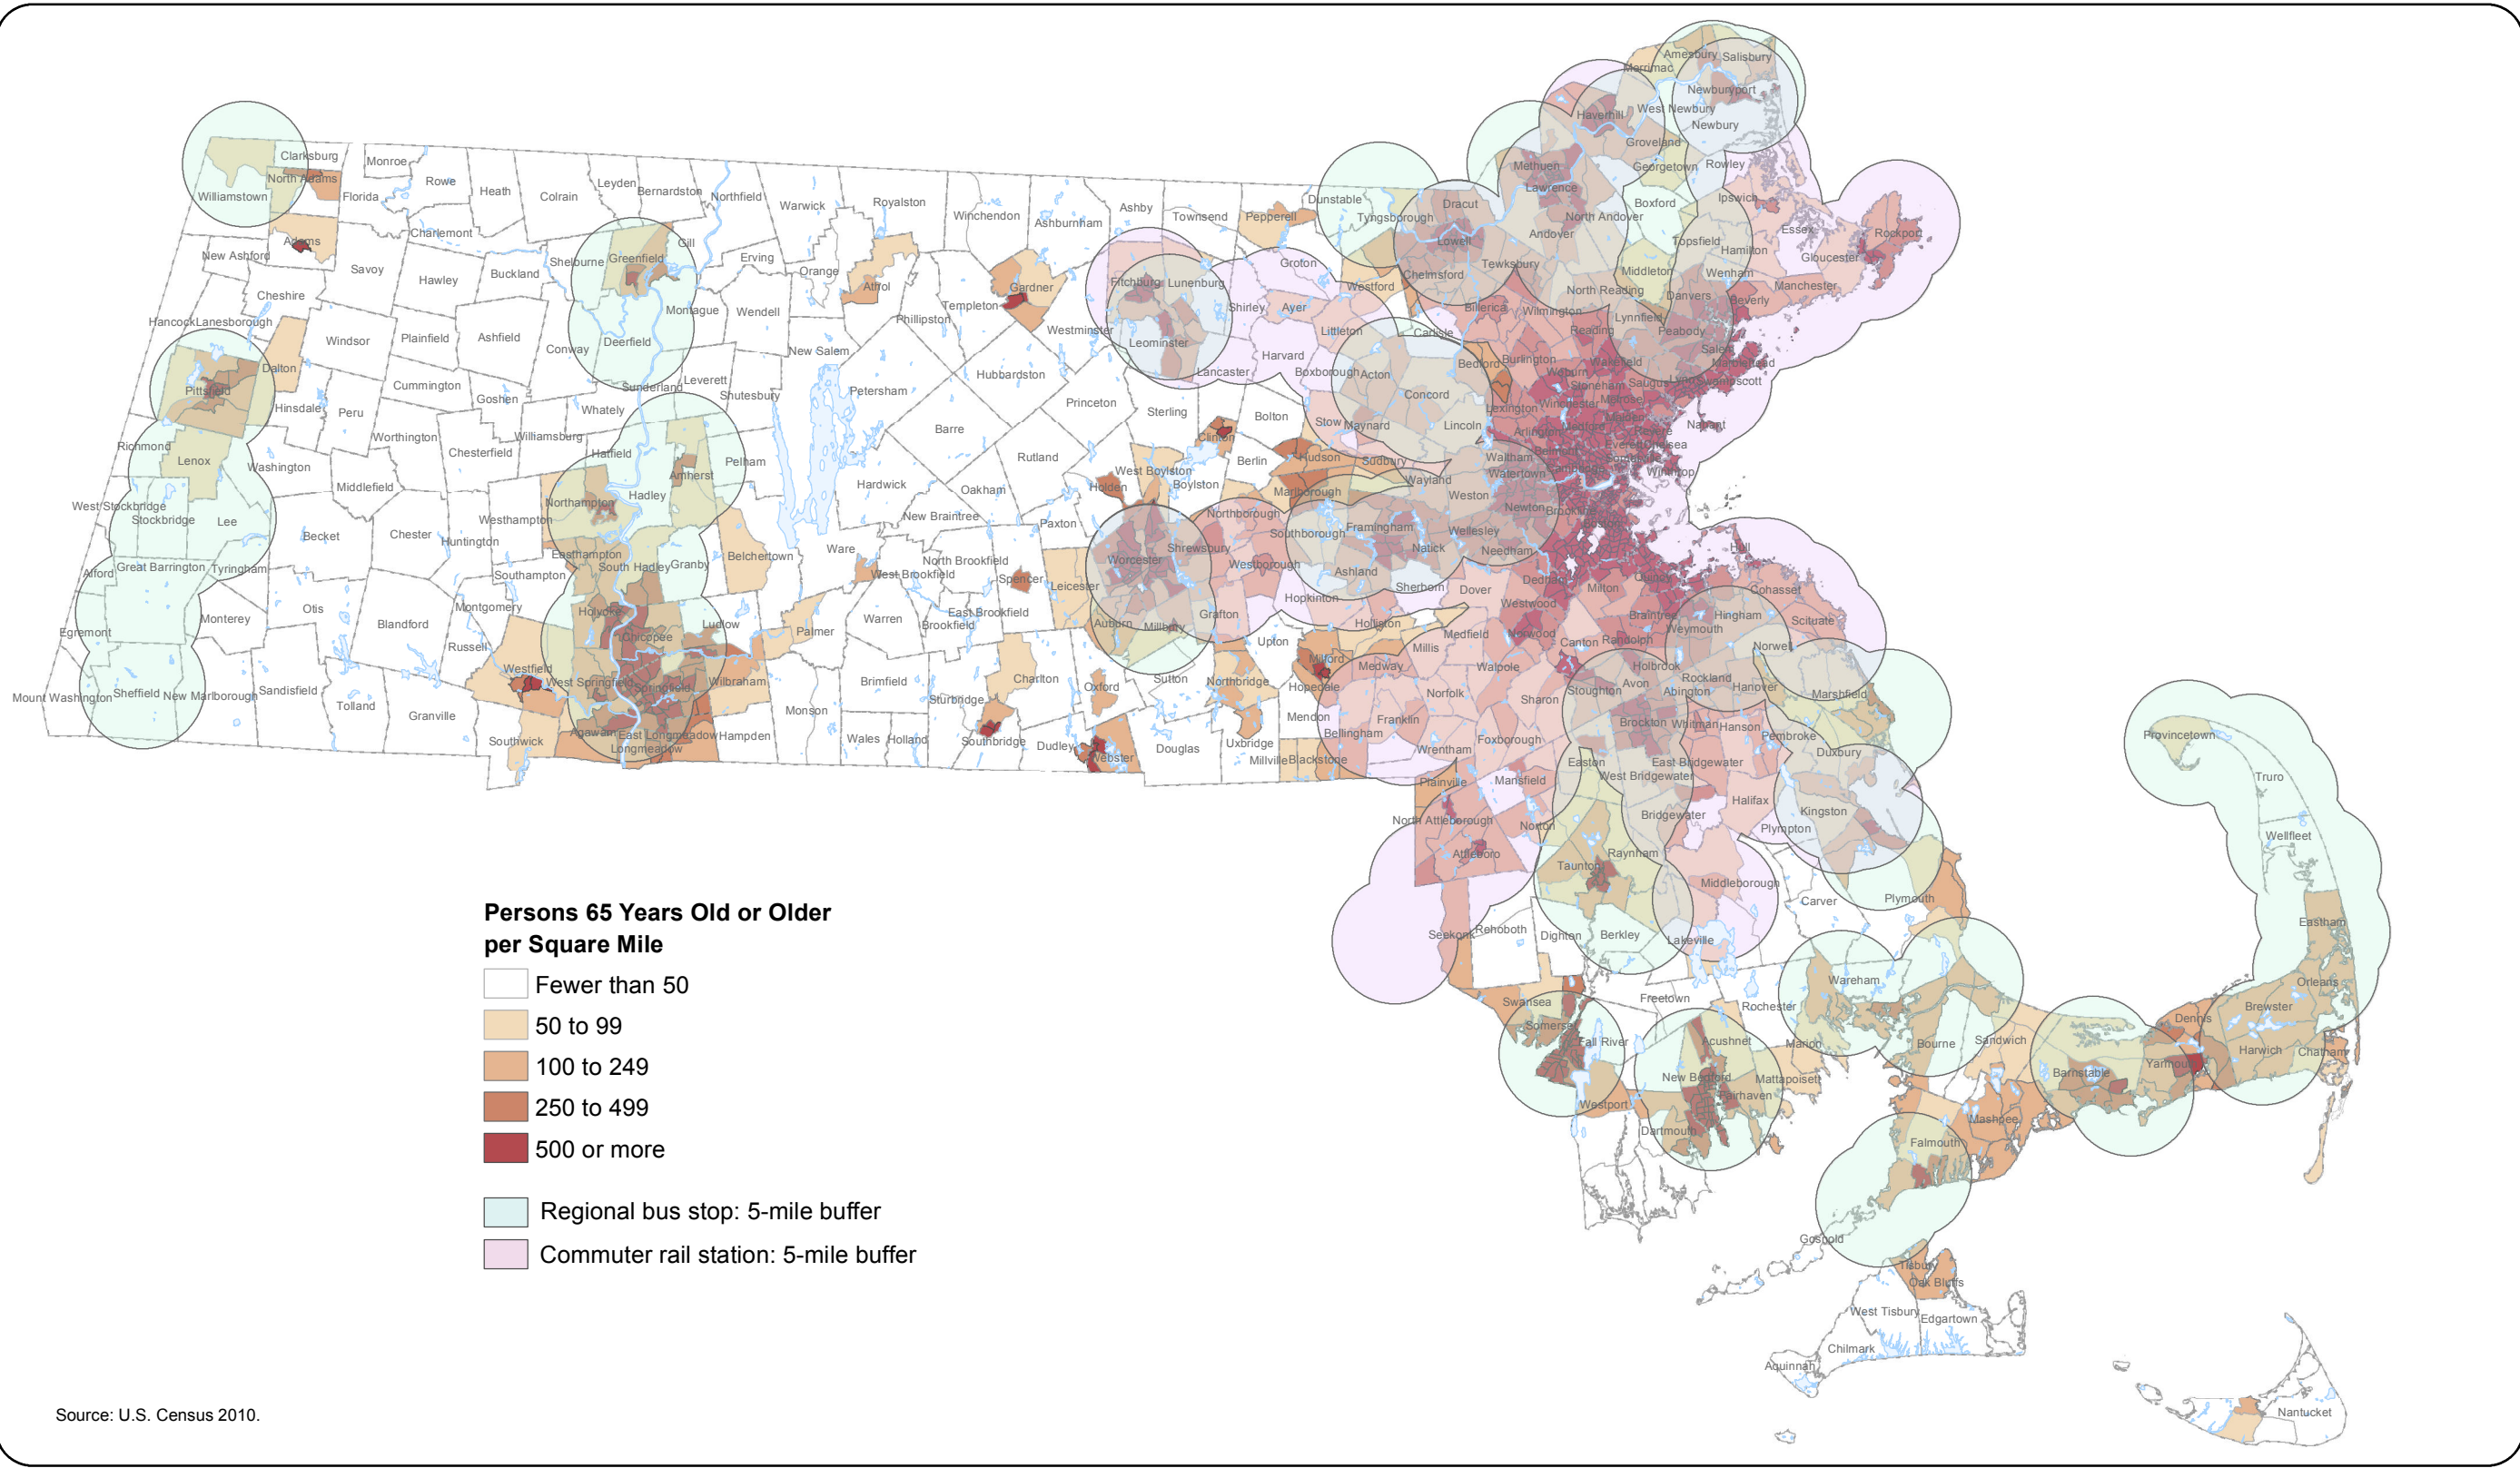 Amesbury
Salisbury
Merrimac
Newburyport
West Newbury
Haverhill
Newbury
Groveland
Georgetown
Rowley
Methuen
Lawrence
Clarksburg
Monroe
North Adams
Williamstown
Florida
Rowe
Heath
Colrain
Leyden
Bernardston
Northfield
Warwick
Royalston
Winchendon
Ashburnham
Ashby
Townsend
Pepperell
Dunstable
Tyngsborough
Dracut
North Andover
Boxford
Ipswich
Adams
New Ashford
Charlemont
Savoy
Hawley
Buckland
Shelburne
Greenfield
Gill
Erving
Orange
Athol
Phillipston
Templeton
Gardner
Westminster
Fitchburg
Lunenburg
Shirley
Groton
Ayer
Westford
Lowell
Chelmsford
Tewksbury
Andover
Topsfield
Hamilton
Essex
Rockport
Gloucester
Middleton
Wenham
Manchester
North Reading
Danvers
Beverly
Cheshire
Hancock
Lanesborough
Windsor
Plainfield
Ashfield
Conway
Deerfield
Montague
Wendell
New Salem
Petersham
Hubbardston
Leominster
Lancaster
Harvard
Littleton
Boxborough
Carlisle
Billerica
Wilmington
Reading
Lynnfield
Peabody
Salem
Marblehead
Dalton
Pittsfield
Hinsdale
Peru
Cummington
Goshen
Sunderland
Leverett
Shutesbury
Whately
Princeton
Sterling
Bolton
Acton
Concord
Bedford
Burlington
Wakefield
Woburn
Stoneham
Saugus
Lynn
Swampscott
Lexington
Winchester
Melrose
Malden
Nahant
Richmond
Lenox
Washington
Worthington
Chesterfield
Williamsburg
Hatfield
Pelham
Amherst
Barre
Rutland
Clinton
Stow
Maynard
Lincoln
Arlington
Medford
Revere
Everett
Chelsea
Belmont
Somerville
Winthrop
Cambridge
Waltham
Watertown
Middlefield
West Stockbridge
Stockbridge
Lee
Becket
Chester
Huntington
Westhampton
Northampton
Hadley
Hardwick
Oakham
New Braintree
Paxton
Holden
West Boylston
Boylston
Berlin
Hudson
Marlborough
Sudbury
Wayland
Weston
Newton
Brookline
Boston
Northborough
Southborough
Framingham
Natick
Wellesley
Needham
Easthampton
South Hadley
Granby
Belchertown
Ware
West Brookfield
North Brookfield
Spencer
Leicester
Worcester
Shrewsbury
Westborough
Ashland
Sherborn
Dover
Dedham
Milton
Quincy
Hull
Cohasset
Alford
Great Barrington
Tyringham
Monterey
Otis
Blandford
Montgomery
Southampton
Holyoke
Chicopee
Ludlow
Palmer
Warren
East Brookfield
Brookfield
Auburn
Millbury
Grafton
Upton
Hopkinton
Holliston
Medfield
Westwood
Norwood
Canton
Randolph
Braintree
Weymouth
Hingham
Scituate
Norwell
Egremont
Russell
Westfield
West Springfield
Springfield
Wilbraham
Brimfield
Sturbridge
Charlton
Oxford
Sutton
Northbridge
Milford
Hopedale
Medway
Millis
Walpole
Norfolk
Sharon
Stoughton
Avon
Holbrook
Rockland
Abington
Hanover
Marshfield
Mount Washington
Sheffield
New Marlborough
Sandisfield
Tolland
Granville
Southwick
Agawam
East Longmeadow
Longmeadow
Hampden
Monson
Wales
Holland
Southbridge
Dudley
Webster
Douglas
Uxbridge
Mendon
Millville
Blackstone
Bellingham
Franklin
Wrentham
Foxborough
Brockton
Whitman
Hanson
Pembroke
Duxbury
Easton
West Bridgewater
East Bridgewater
Plainville
Mansfield
North Attleborough
Norton
Bridgewater
Halifax
Plympton
Kingston
Attleboro
Taunton
Raynham
Middleborough
Carver
Plymouth
Seekonk
Rehoboth
Dighton
Berkley
Lakeville
Provincetown
Truro
Wellfleet
Eastham
Orleans
Brewster
Harwich
Chatham
Dennis
Yarmouth
Barnstable
Sandwich
Bourne
Wareham
Swansea
Somerset
Fall River
Freetown
Rochester
Acushnet
Marion
Mattapoisett
New Bedford
Fairhaven
Westport
Dartmouth
Mashpee
Falmouth
Gosnold
Tisbury
Oak Bluffs
West Tisbury
Edgartown
Chilmark
Aquinnah
Nantucket
Persons 65 Years Old or Older
per Square Mile
Fewer than 50
50 to 99
100 to 249
250 to 499
500 or more
Regional bus stop: 5-mile buffer
Commuter rail station: 5-mile buffer
Source: U.S. Census 2010.